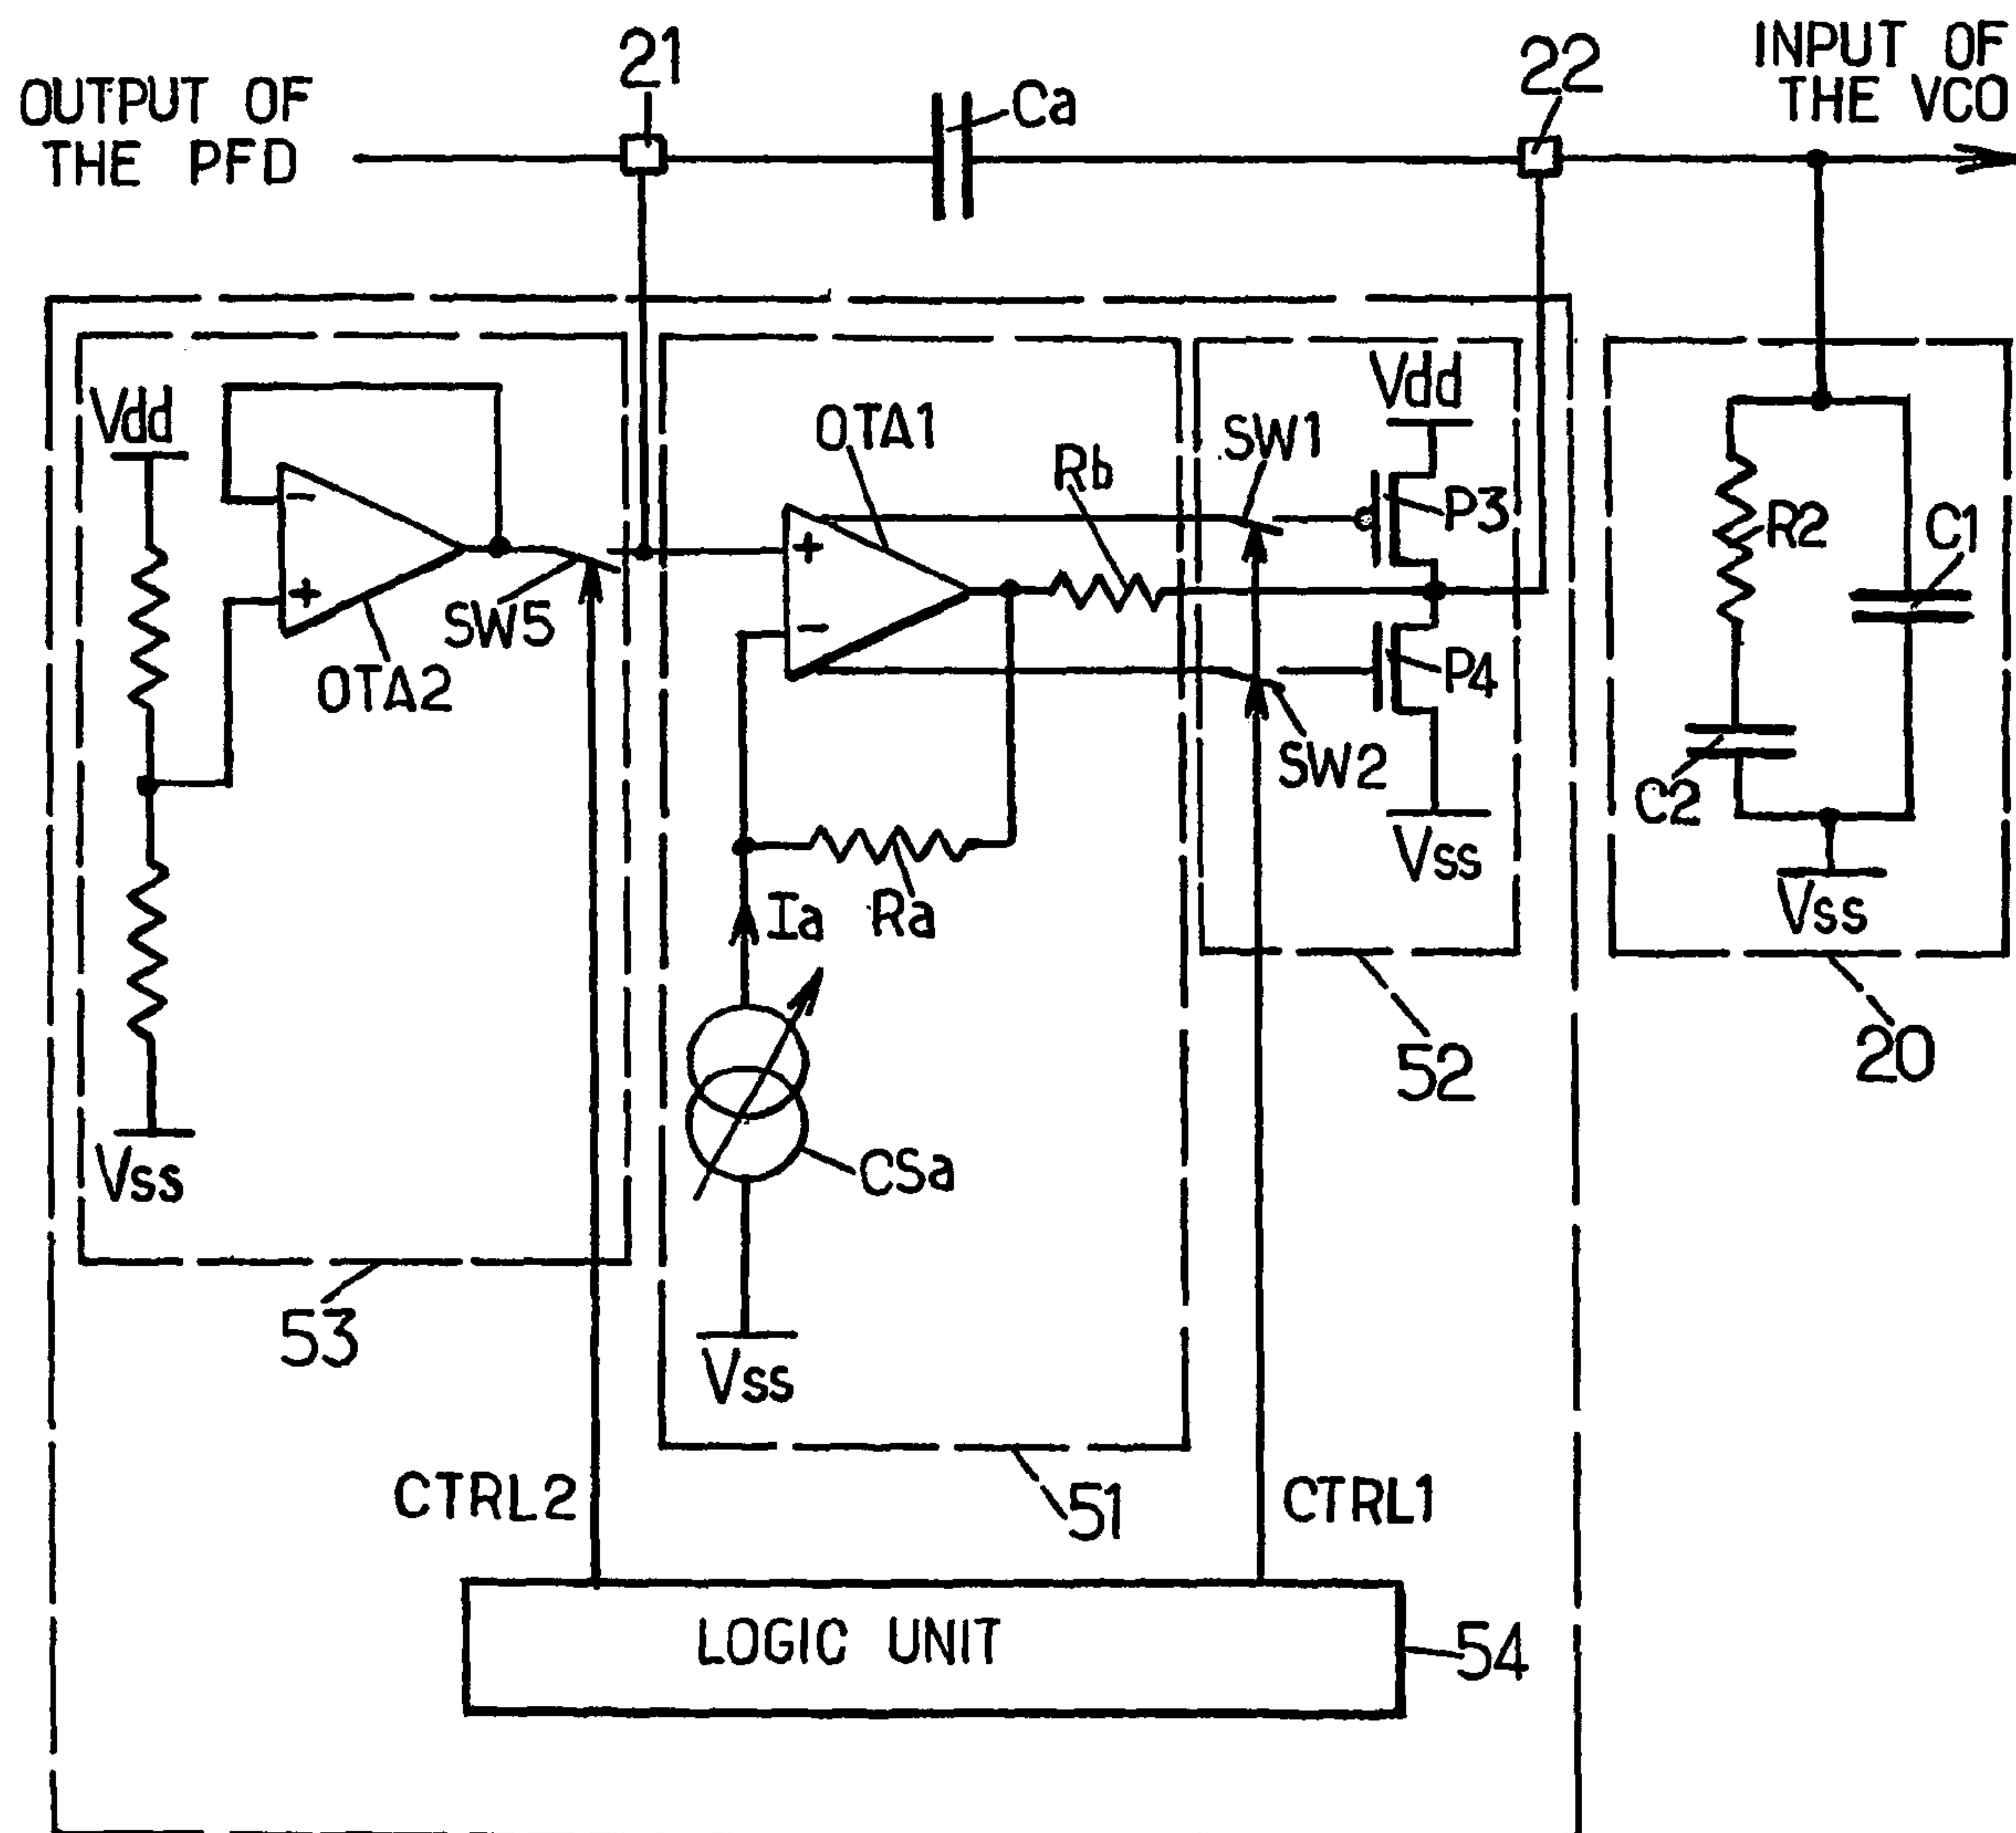 OUTPUT OF
THE PFD
21
Ca
22
INPUT OF
THE VCO
Vdd
-
+
OTA2
SW5
Vss
53
OTA1
+
-
Rb
Ia
Ra
CSa
Vss
51
SW1
Vdd
P3
P4
SW2
Vss
52
R2
C1
C2
Vss
20
CTRL2
CTRL1
LOGIC UNIT
54